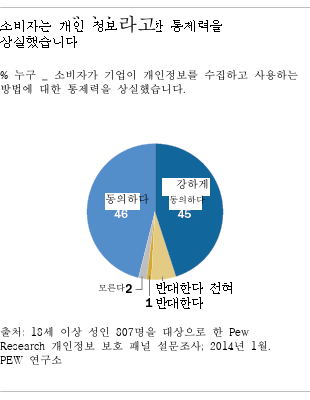 소비자는 개인 정보라고한 통제력을
상실했습니다
% 누구 _ 소비자가 기업이 개인정보를 수집하고 사용하는
방법에 대한 통제력을 상실했습니다.
강하게
동의하다
45
동의하다
46
모른다2
반대한다 전혀
1 반대한다
출처: 18세 이상 성인 807명을 대상으로 한 Pew
Research 개인정보 보호 패널 설문조사; 2014년 1월.
PEW 연구소